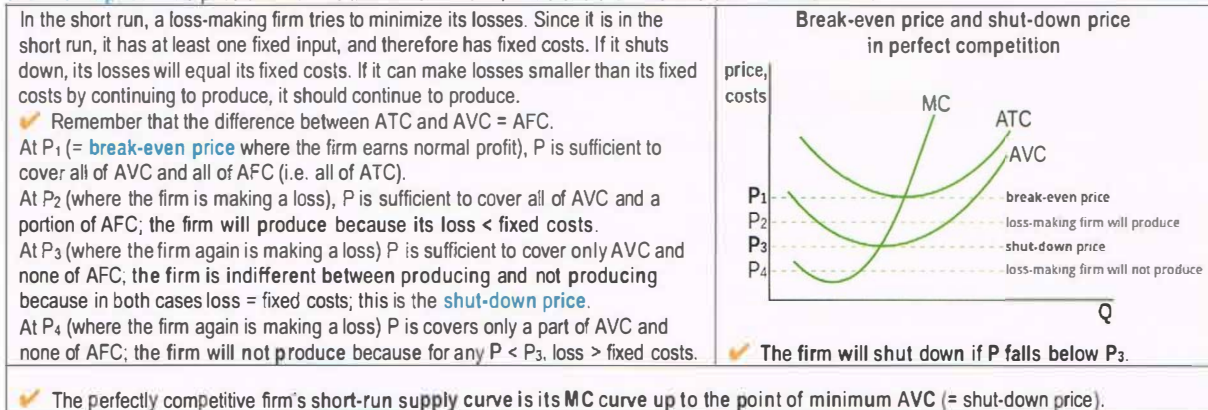 In the short run, a loss-making firm tries to minimize its losses. Since it is in the
short run, it has at least one fixed input, and therefore has fixed costs. If it shuts
down, its losses will equal its fixed costs. If it can make losses smaller than its fixed
costs by continuing to produce, it should continue to produce.
✔ Remember that the difference between ATC and AVC = AFC.
At P₁ (= break-even price where the firm earns normal profit), P is sufficient to
cover all of AVC and all of AFC (i.e. all of ATC).
At P₂ (where the firm is making a loss), P is sufficient to cover all of AVC and a
portion of AFC; the firm will produce because its loss < fixed costs.
At P₃ (where the firm again is making a loss) P is sufficient to cover only AVC and
none of AFC; the firm is indifferent between producing and not producing
because in both cases loss = fixed costs; this is the shut-down price.
At P₄ (where the firm again is making a loss) P is covers only a part of AVC and
none of AFC; the firm will not produce because for any P < P₃, loss > fixed costs.
Break-even price and shut-down price
in perfect competition
price,
costs
MC
ATC
AVC
P₁
break-even price
P₂
loss-making firm will produce
P₃
shut-down price
P₄
loss-making firm will not produce
Q
✔ The firm will shut down if P falls below P₃.
✔ The perfectly competitive firm's short-run supply curve is its MC curve up to the point of minimum AVC (= shut-down price).